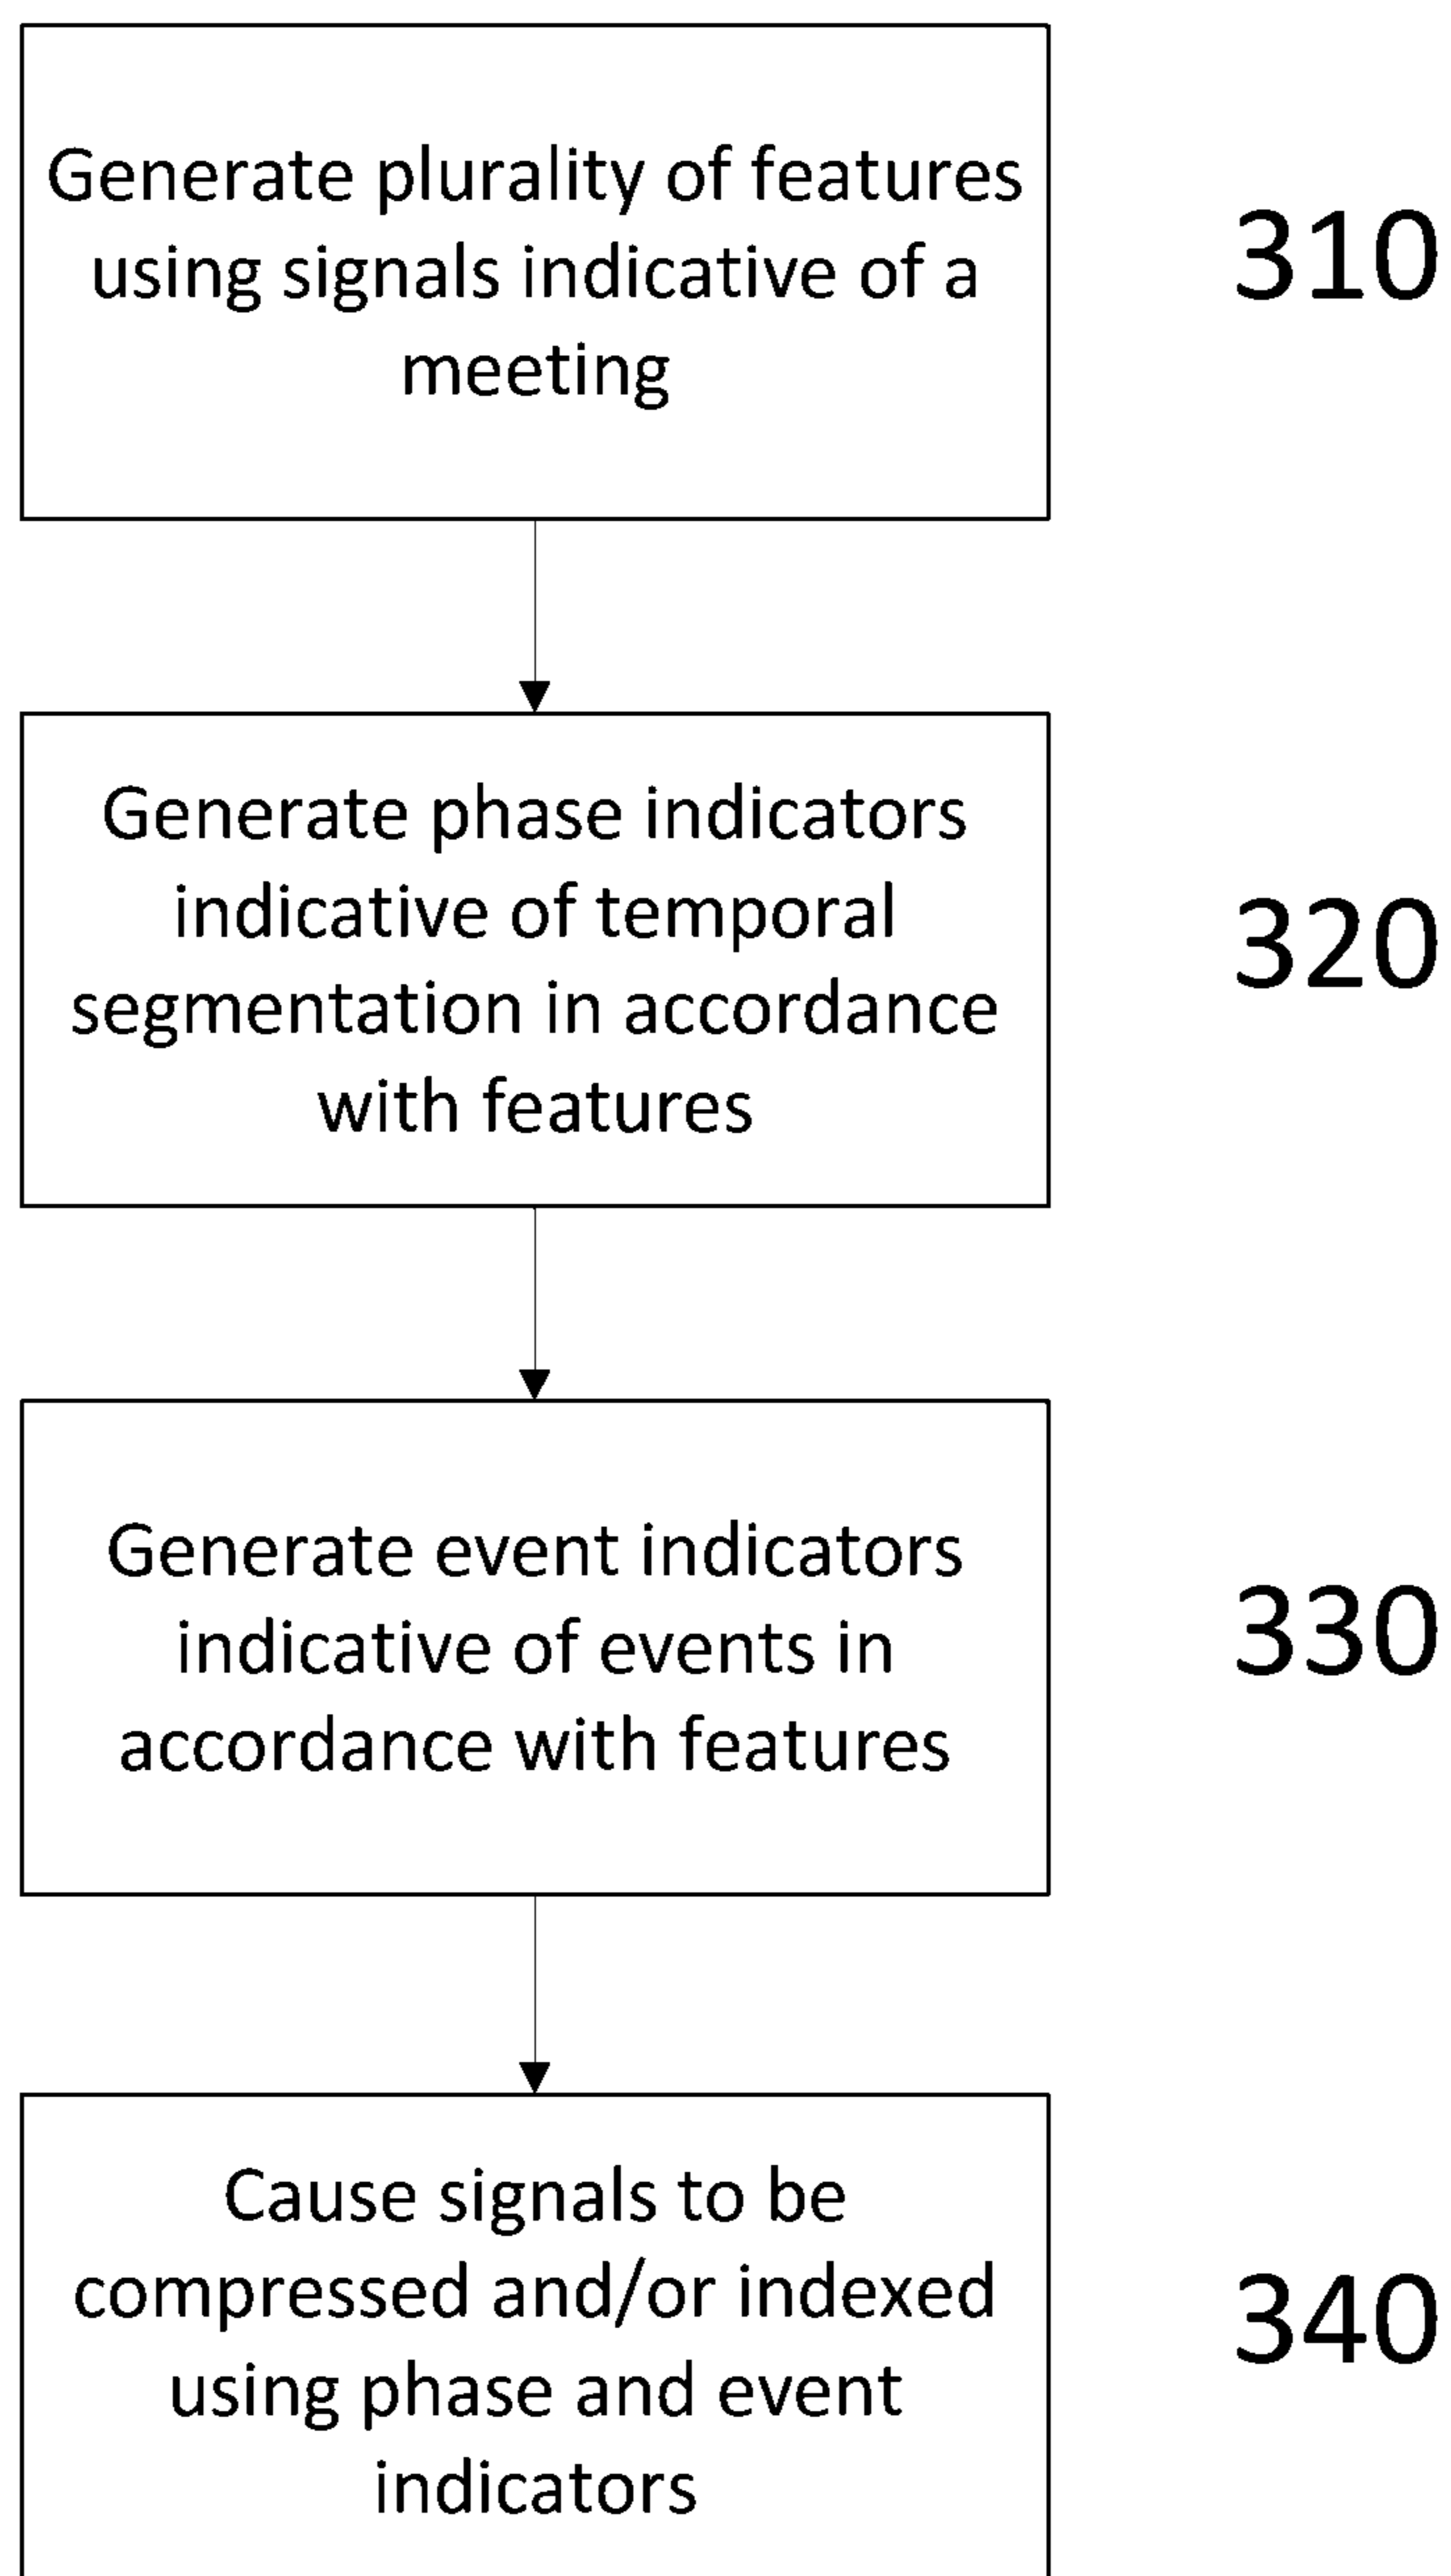 Generate plurality of features
using signals indicative of a
meeting
310
Generate phase indicators
indicative of temporal
segmentation in accordance
with features
320
Generate event indicators
indicative of events in
accordance with features
330
Cause signals to be
compressed and/or indexed
using phase and event
indicators
340